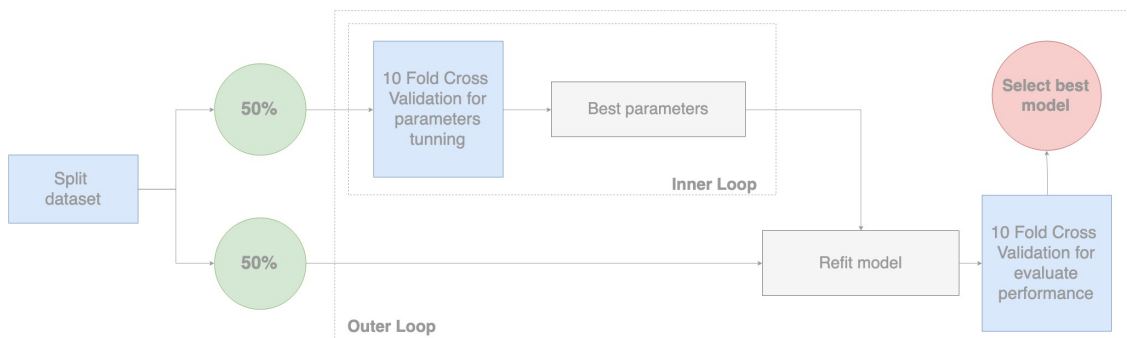 Split
dataset
50%
50%
10 Fold Cross
Validation for
parameters
tunning
Best parameters
Inner Loop
Refit model
10 Fold Cross
Validation for
evaluate
performance
Select best
model
Outer Loop